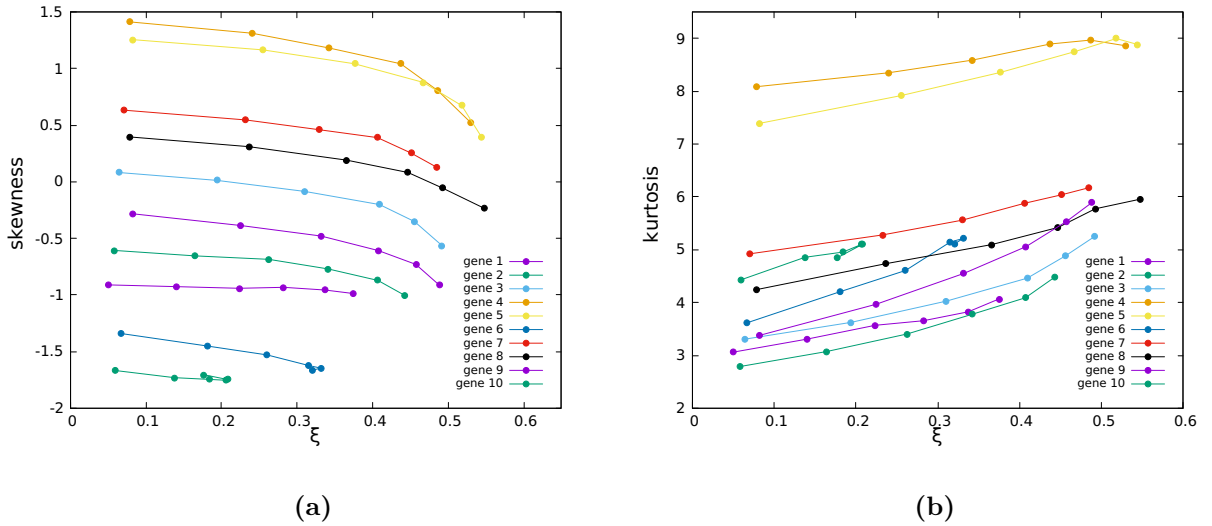 1.5
1
0.5
0
-0.5
-1
-1.5
-2
skewness
0
0.1
0.2
0.3
0.4
0.5
0.6
ξ
gene 1
gene 2
gene 3
gene 4
gene 5
gene 6
gene 7
gene 8
gene 9
gene 10
(a)
9
8
7
6
5
4
3
2
kurtosis
0
0.1
0.2
0.3
0.4
0.5
0.6
ξ
gene 1
gene 2
gene 3
gene 4
gene 5
gene 6
gene 7
gene 8
gene 9
gene 10
(b)